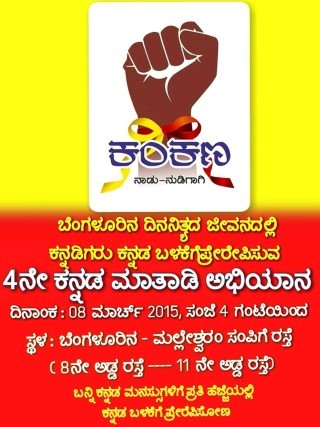 ಕಂಕಣ
ನಾಡು-ನುಡಿಗಾಗಿ
ಬೆಂಗಳೂರಿನ ದಿನನಿತ್ಯದ ಜೀವನದಲ್ಲಿ
ಕನ್ನಡಿಗರು ಕನ್ನಡ ಬಳಕೆಗೆಪ್ರೇರೇಪಿಸುವ
4ನೇ ಕನ್ನಡ ಮಾತಾಡಿ ಅಭಿಯಾನ
ದಿನಾಂಕ : 08 ಮಾರ್ಚ್ 2015, ಸಂಜೆ 4 ಗಂಟೆಯಿಂದ
ಸ್ಥಳ : ಬೆಂಗಳೂರಿನ - ಮಲ್ಲೇಶ್ವರಂ ಸಂಪಿಗೆ ರಸ್ತೆ
( 8ನೇ ಅಡ್ಡ ರಸ್ತೆ ---- 11 ನೇ ಅಡ್ಡ ರಸ್ತೆ)
ಬನ್ನಿ ಕನ್ನಡ ಮನಸ್ಸುಗಳಿಗೆ ಪ್ರತಿ ಹೆಜ್ಜೆಯಲ್ಲಿ
ಕನ್ನಡ ಬಳಕೆಗೆ ಪ್ರೇರೆಪಿಸೋಣ